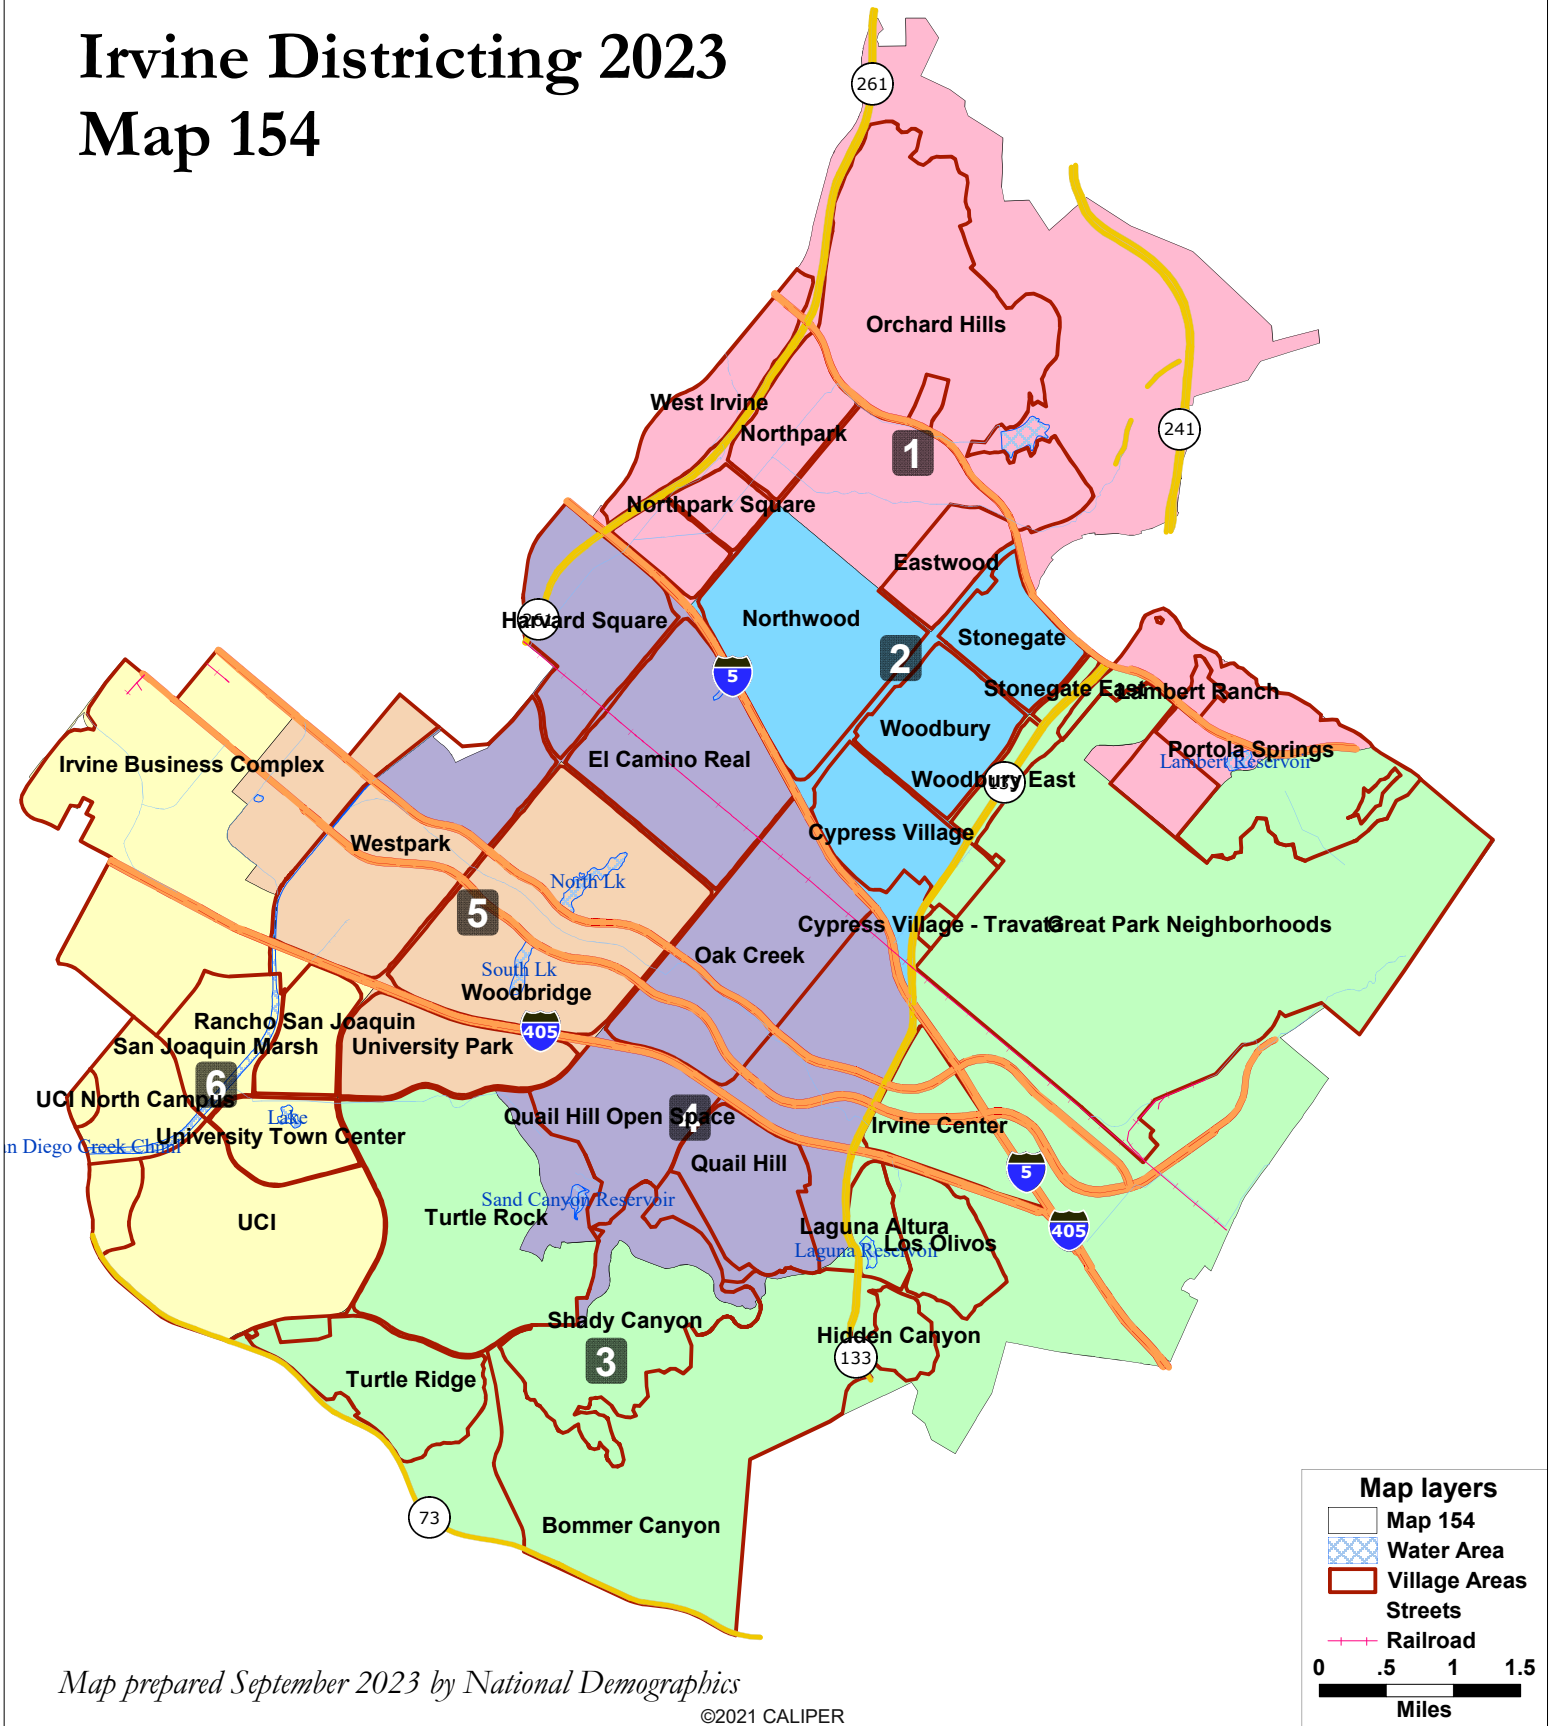 Irvine Districting 2023
Map 154
261
Orchard Hills
West Irvine
241
Northpark
1
Northpark Square
Eastwood
Harvard Square
261
Northwood
Stonegate
2
5
Stonegate East
Lambert Ranch
Woodbury
Portola Springs
Lambert Reservoir
El Camino Real
Irvine Business Complex
Woodbury East
133
Cypress Village
Westpark
North Lk
5
Cypress Village - Travata
Great Park Neighborhoods
Oak Creek
South Lk
Woodbridge
Rancho San Joaquin
405
San Joaquin Marsh
University Park
6
UCI North Campus
Lake
Quail Hill Open Space
4
Irvine Center
University Town Center
an Diego Creek Chnnl
Quail Hill
5
Sand Canyon Reservoir
UCI
Turtle Rock
Laguna Altura
405
Los Olivos
Laguna Reservoir
Shady Canyon
Hidden Canyon
3
133
Turtle Ridge
73
Bommer Canyon
Map layers
Map 154
Water Area
Village Areas
Streets
Railroad
0 .5 1 1.5
Miles
Map prepared September 2023 by National Demographics
©2021 CALIPER